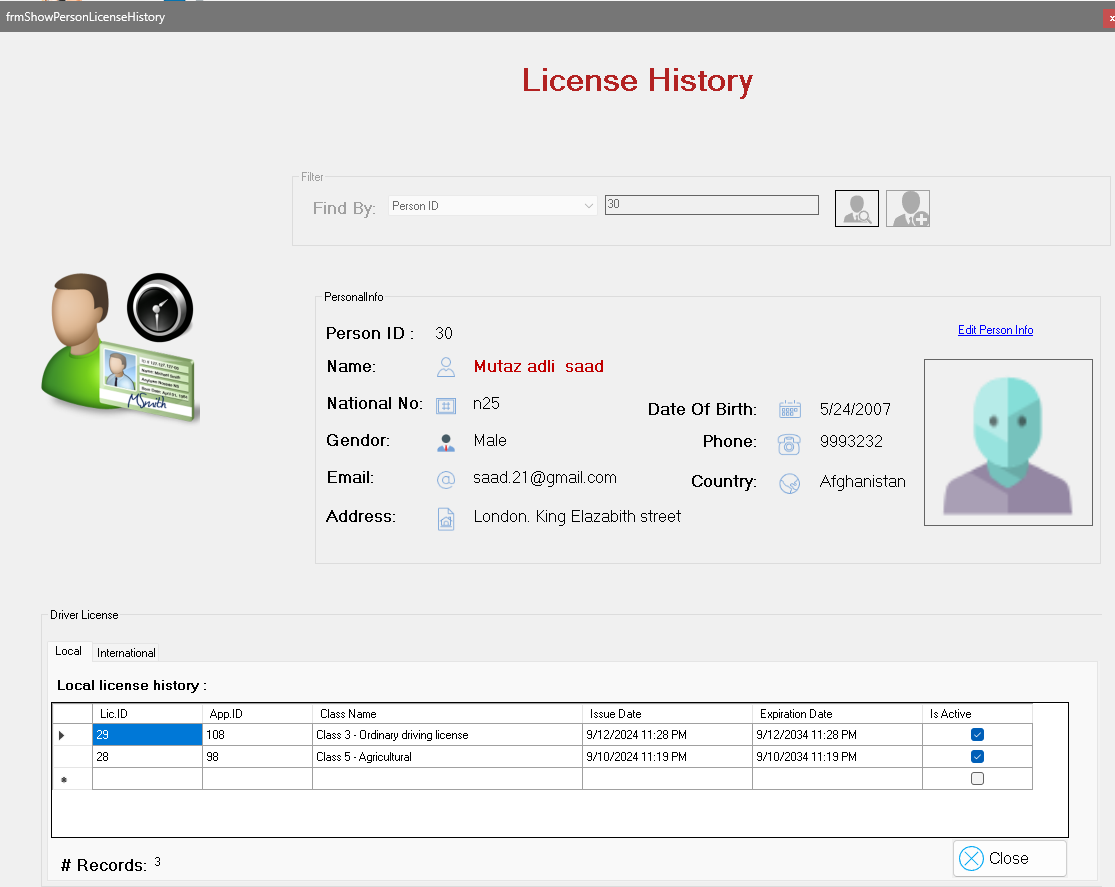 frmShowPersonLicenseHistory
x
License History
Filter
Find By: Person ID 30
PersonalInfo
Person ID : 30
Edit Person Info
Name: Mutaz adli saad
National No: n25
Date Of Birth: 5/24/2007
Gendor: Male
Phone: 9993232
Email: saad.21@gmail.com
Country: Afghanistan
Address: London. King Elazabith street
MSmith
Driver License
Local International
Local license history :
Lic.ID App.ID Class Name Issue Date Expiration Date Is Active
29 108 Class 3 - Ordinary driving license 9/12/2024 11:28 PM 9/12/2034 11:28 PM
28 98 Class 5 - Agricultural 9/10/2024 11:19 PM 9/10/2034 11:19 PM
# Records: 3
Close